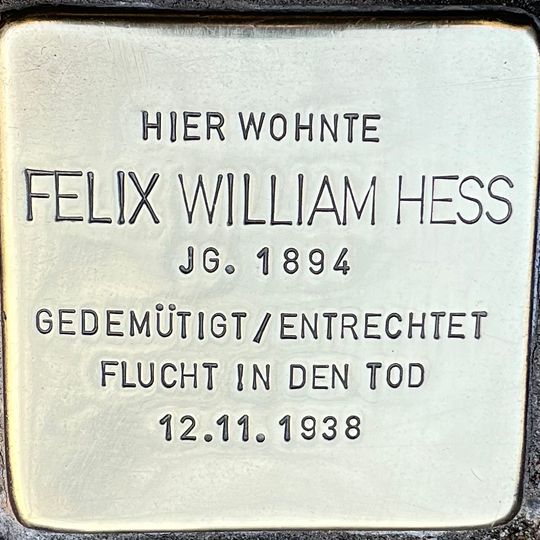 HIER WOHNTE
FELIX WILLIAM HESS
JG. 1894
GEDEMÜTIGT/ENTRECHTET
FLUCHT IN DEN TOD
12.11.1938